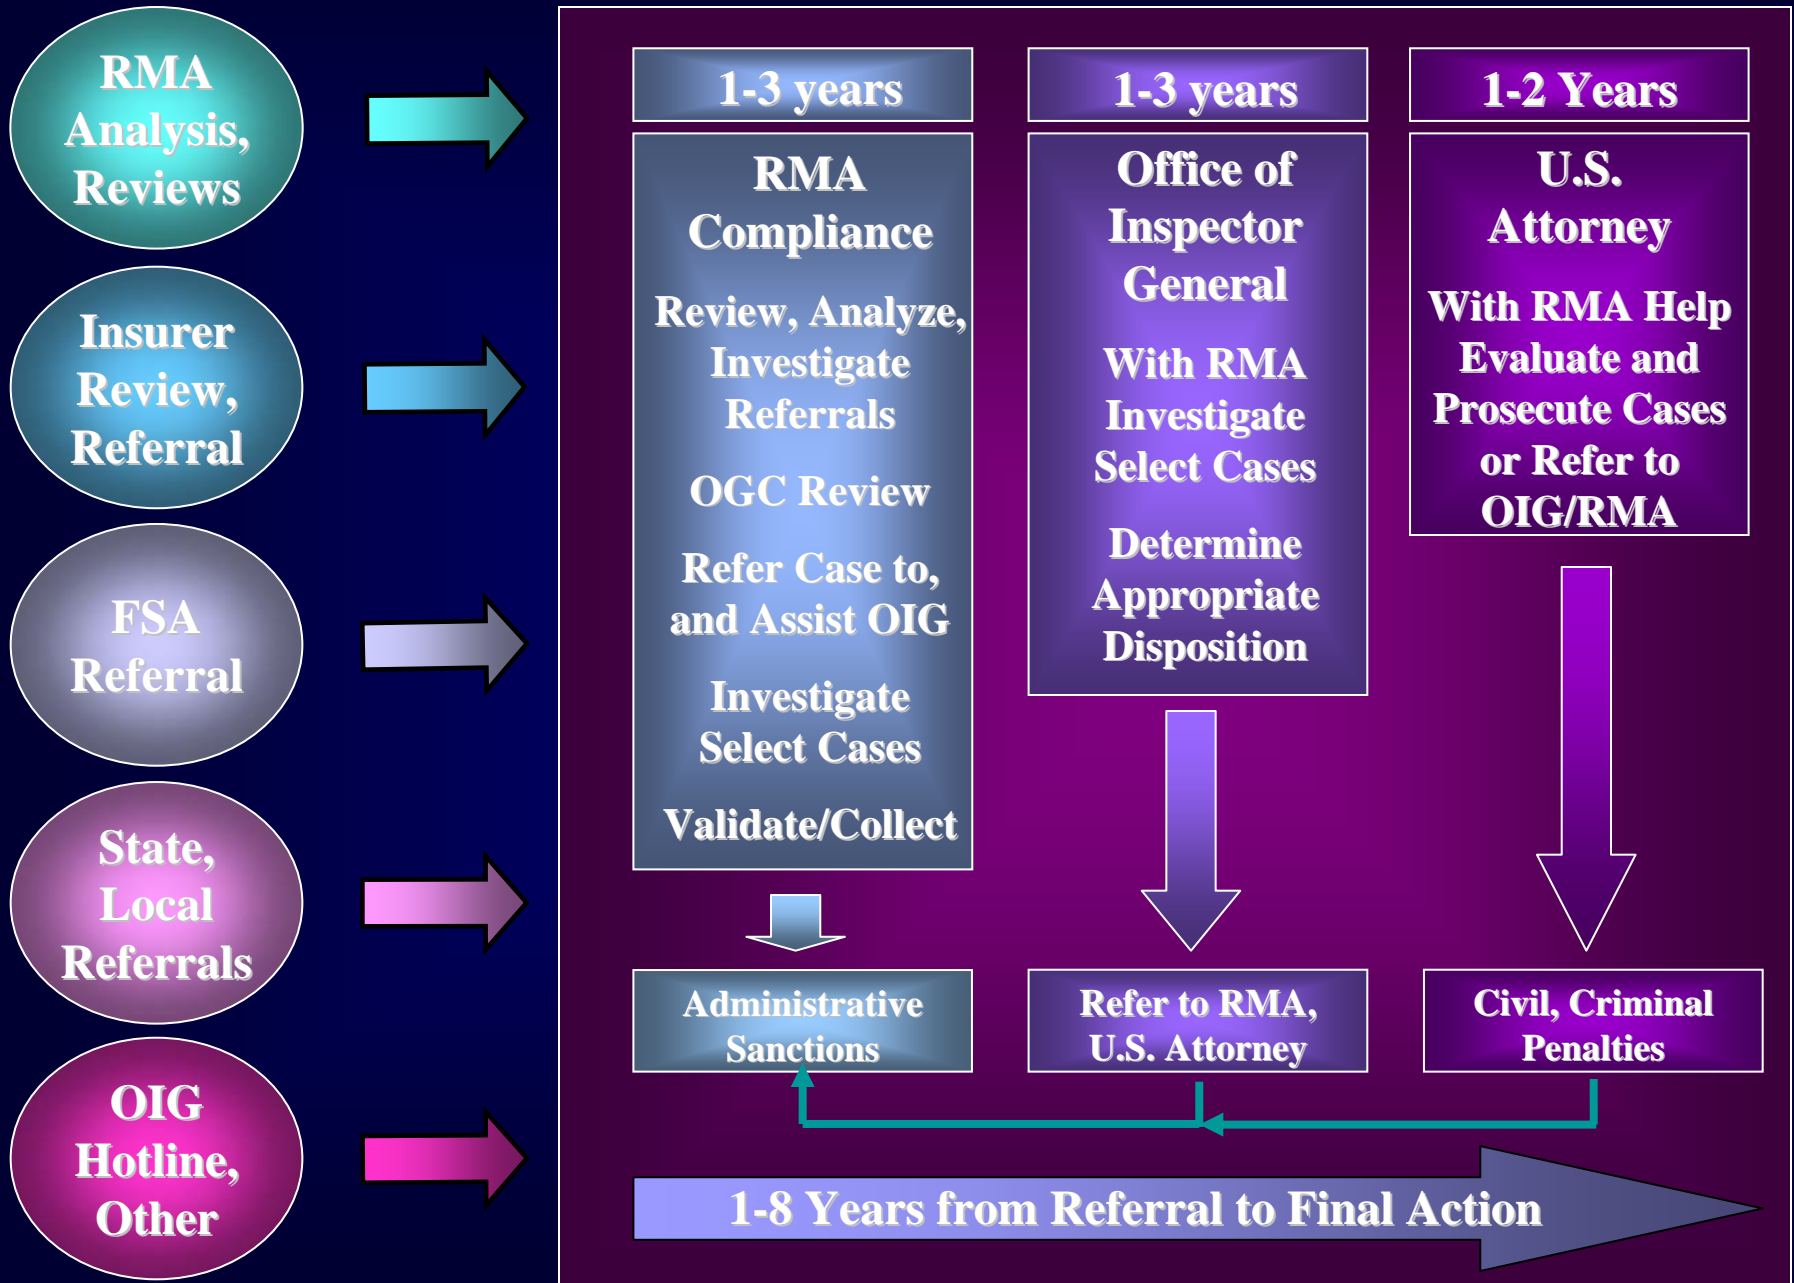 RMA
Analysis,
Reviews
Insurer
Review,
Referral
FSA
Referral
State,
Local
Referrals
OIG
Hotline,
Other
1-3 years
RMA
Compliance
Review, Analyze,
Investigate
Referrals
OGC Review
Refer Case to,
and Assist OIG
Investigate
Select Cases
Validate/Collect
Administrative
Sanctions
1-3 years
Office of
Inspector
General
With RMA
Investigate
Select Cases
Determine
Appropriate
Disposition
Refer to RMA,
U.S. Attorney
1-2 Years
U.S.
Attorney
With RMA Help
Evaluate and
Prosecute Cases
or Refer to
OIG/RMA
Civil, Criminal
Penalties
1-8 Years from Referral to Final Action